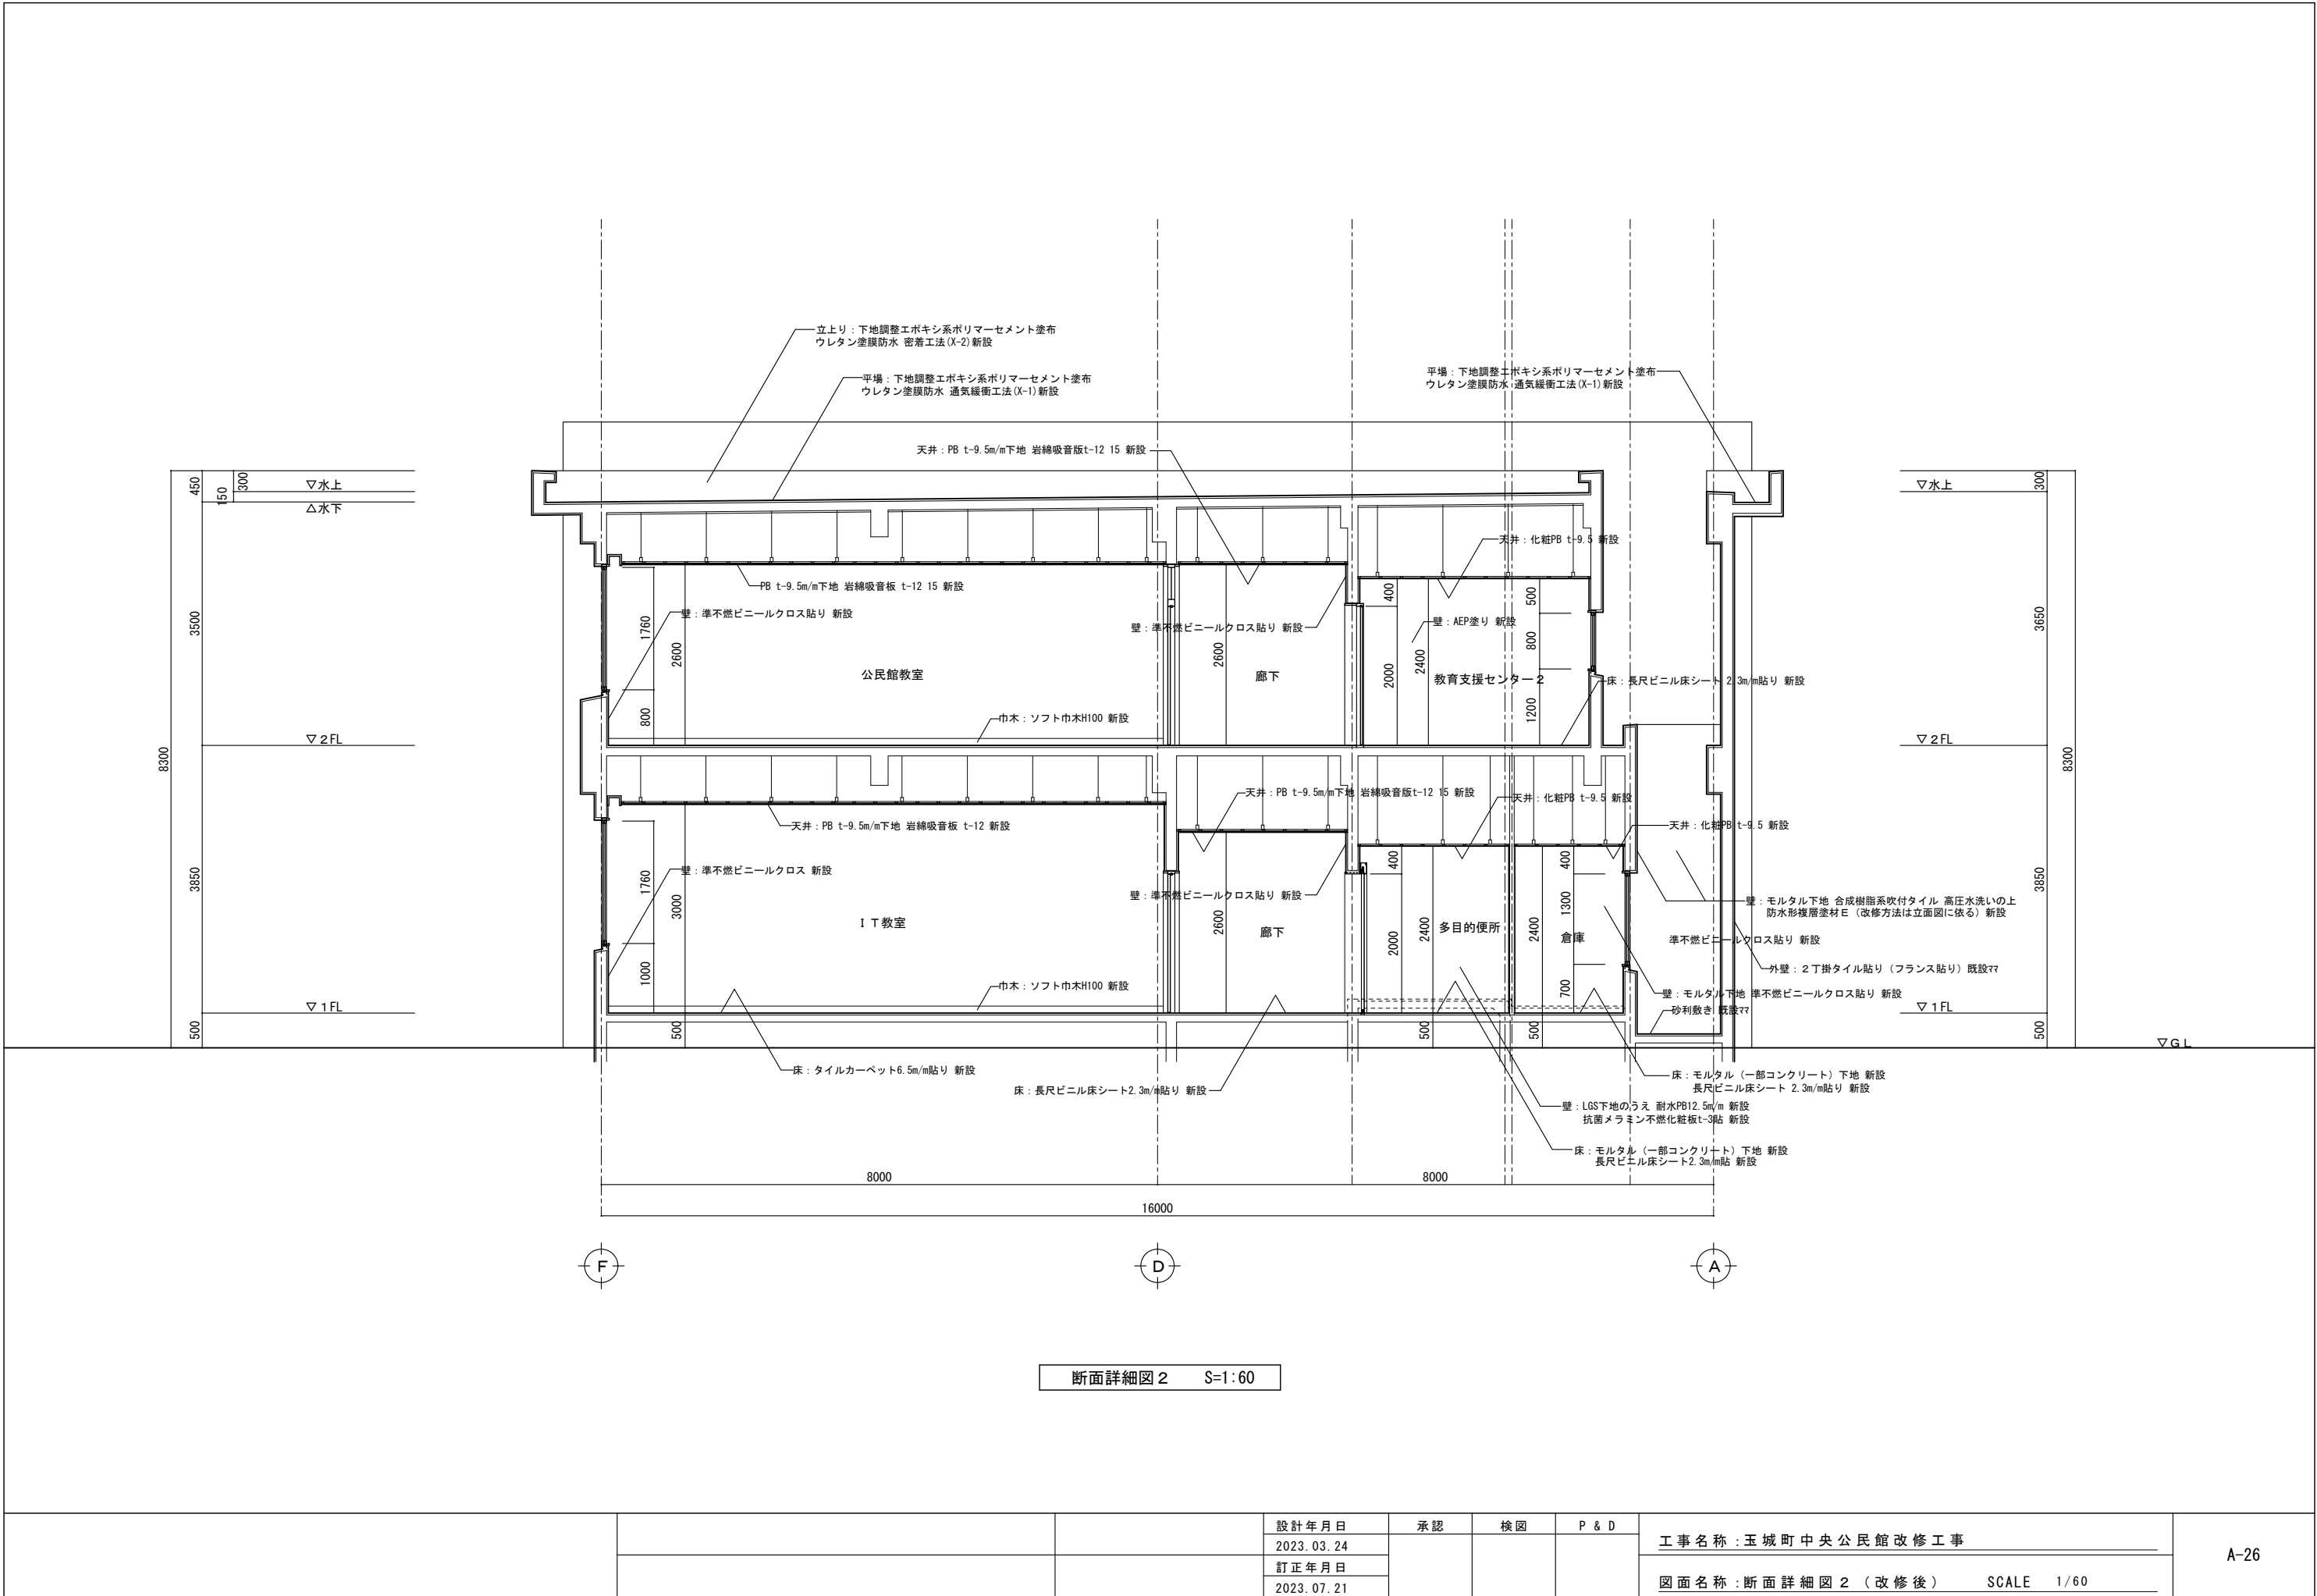 立上り：下地調整エポキシ系ポリマーセメント塗布
ウレタン塗膜防水 密着工法(X-2)新設
平場：下地調整エポキシ系ポリマーセメント塗布
ウレタン塗膜防水 通気緩衝工法(X-1)新設
平場：下地調整エポキシ系ポリマーセメント塗布
ウレタン塗膜防水 通気緩衝工法(X-1)新設
天井：PB t-9.5m/m下地 岩綿吸音版t-12 15 新設
450
150
300
▽水上
△水下
▽水上
300
天井：化粧PB t-9.5 新設
PB t-9.5m/m下地 岩綿吸音板 t-12 15 新設
壁：準不燃ビニールクロス貼り 新設
壁：準不燃ビニールクロス貼り 新設
壁：AEP塗り 新設
3500
1760
2600
800
2600
400
2000
2400
500
800
1200
3650
公民館教室
廊下
教育支援センター2
床：長尺ビニル床シート 2.3m/m貼り 新設
巾木：ソフト巾木H100 新設
▽2FL
▽2FL
8300
8300
天井：PB t-9.5m/m下地 岩綿吸音版t-12 15 新設
天井：化粧PB t-9.5 新設
天井：PB t-9.5m/m下地 岩綿吸音板 t-12 新設
天井：化粧PB t-9.5 新設
壁：準不燃ビニールクロス 新設
壁：準不燃ビニールクロス貼り 新設
3850
1760
3000
1000
2600
400
2000
2400
2400
400
1300
700
3850
壁：モルタル下地 合成樹脂系吹付タイル 高圧水洗いの上
防水形複層塗材E（改修方法は立面図に依る）新設
IT教室
廊下
多目的便所
倉庫
準不燃ビニールクロス貼り 新設
外壁：2丁掛タイル貼り（フランス貼り）既設ﾏﾏ
巾木：ソフト巾木H100 新設
壁：モルタル下地 準不燃ビニールクロス貼り 新設
砂利敷き 既設ﾏﾏ
▽1FL
▽1FL
500
500
500
500
500
▽GL
床：タイルカーペット6.5m/m貼り 新設
床：長尺ビニル床シート2.3m/m貼り 新設
床：モルタル（一部コンクリート）下地 新設
長尺ビニル床シート 2.3m/m貼り 新設
壁：LGS下地のうえ 耐水PB12.5m/m 新設
抗菌メラミン不燃化粧板t-3貼 新設
床：モルタル（一部コンクリート）下地 新設
長尺ビニル床シート2.3m/m貼 新設
8000
8000
16000
F
D
A
断面詳細図2 S=1:60
設計年月日
2023.03.24
訂正年月日
2023.07.21
承認
検図
P & D
工事名称：玉城町中央公民館改修工事
図面名称：断面詳細図2（改修後） SCALE 1/60
A-26